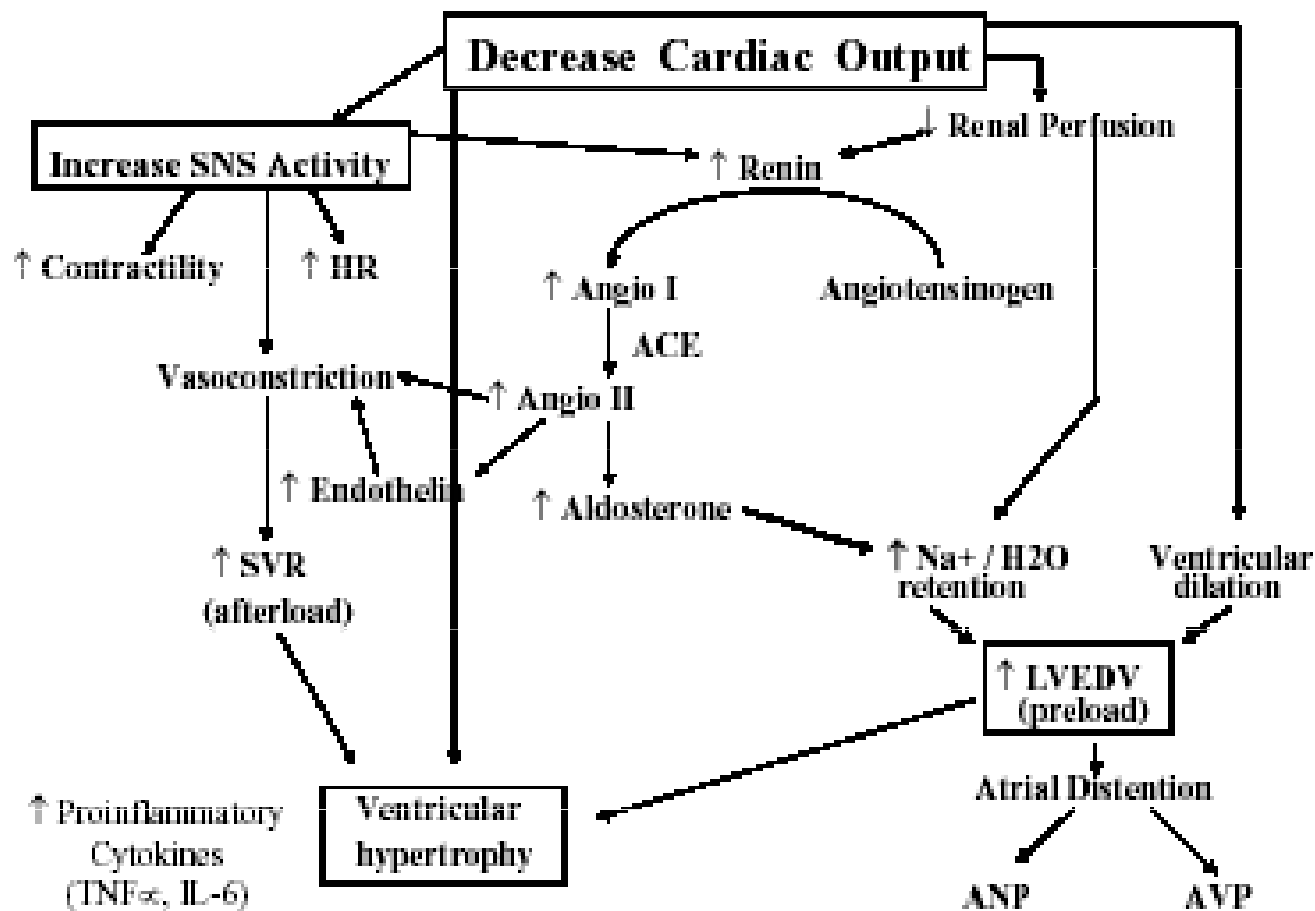 Decrease Cardiac Output
↓ Renal Perfusion
Increase SNS Activity
↑ Renin
↑ Contractility
↑ HR
↑ Angio I
Angiotensinogen
ACE
Vasoconstriction
↑ Angio II
↑ Endothelin
↑ Aldosterone
↑ SVR
(afterload)
↑ Na+ / H2O
retention
Ventricular
dilation
↑ LVEDV
(preload)
Atrial Distention
↑ Proinflammatory
Cytokines
(TNF∝, IL-6)
Ventricular
hypertrophy
ANP
AVP